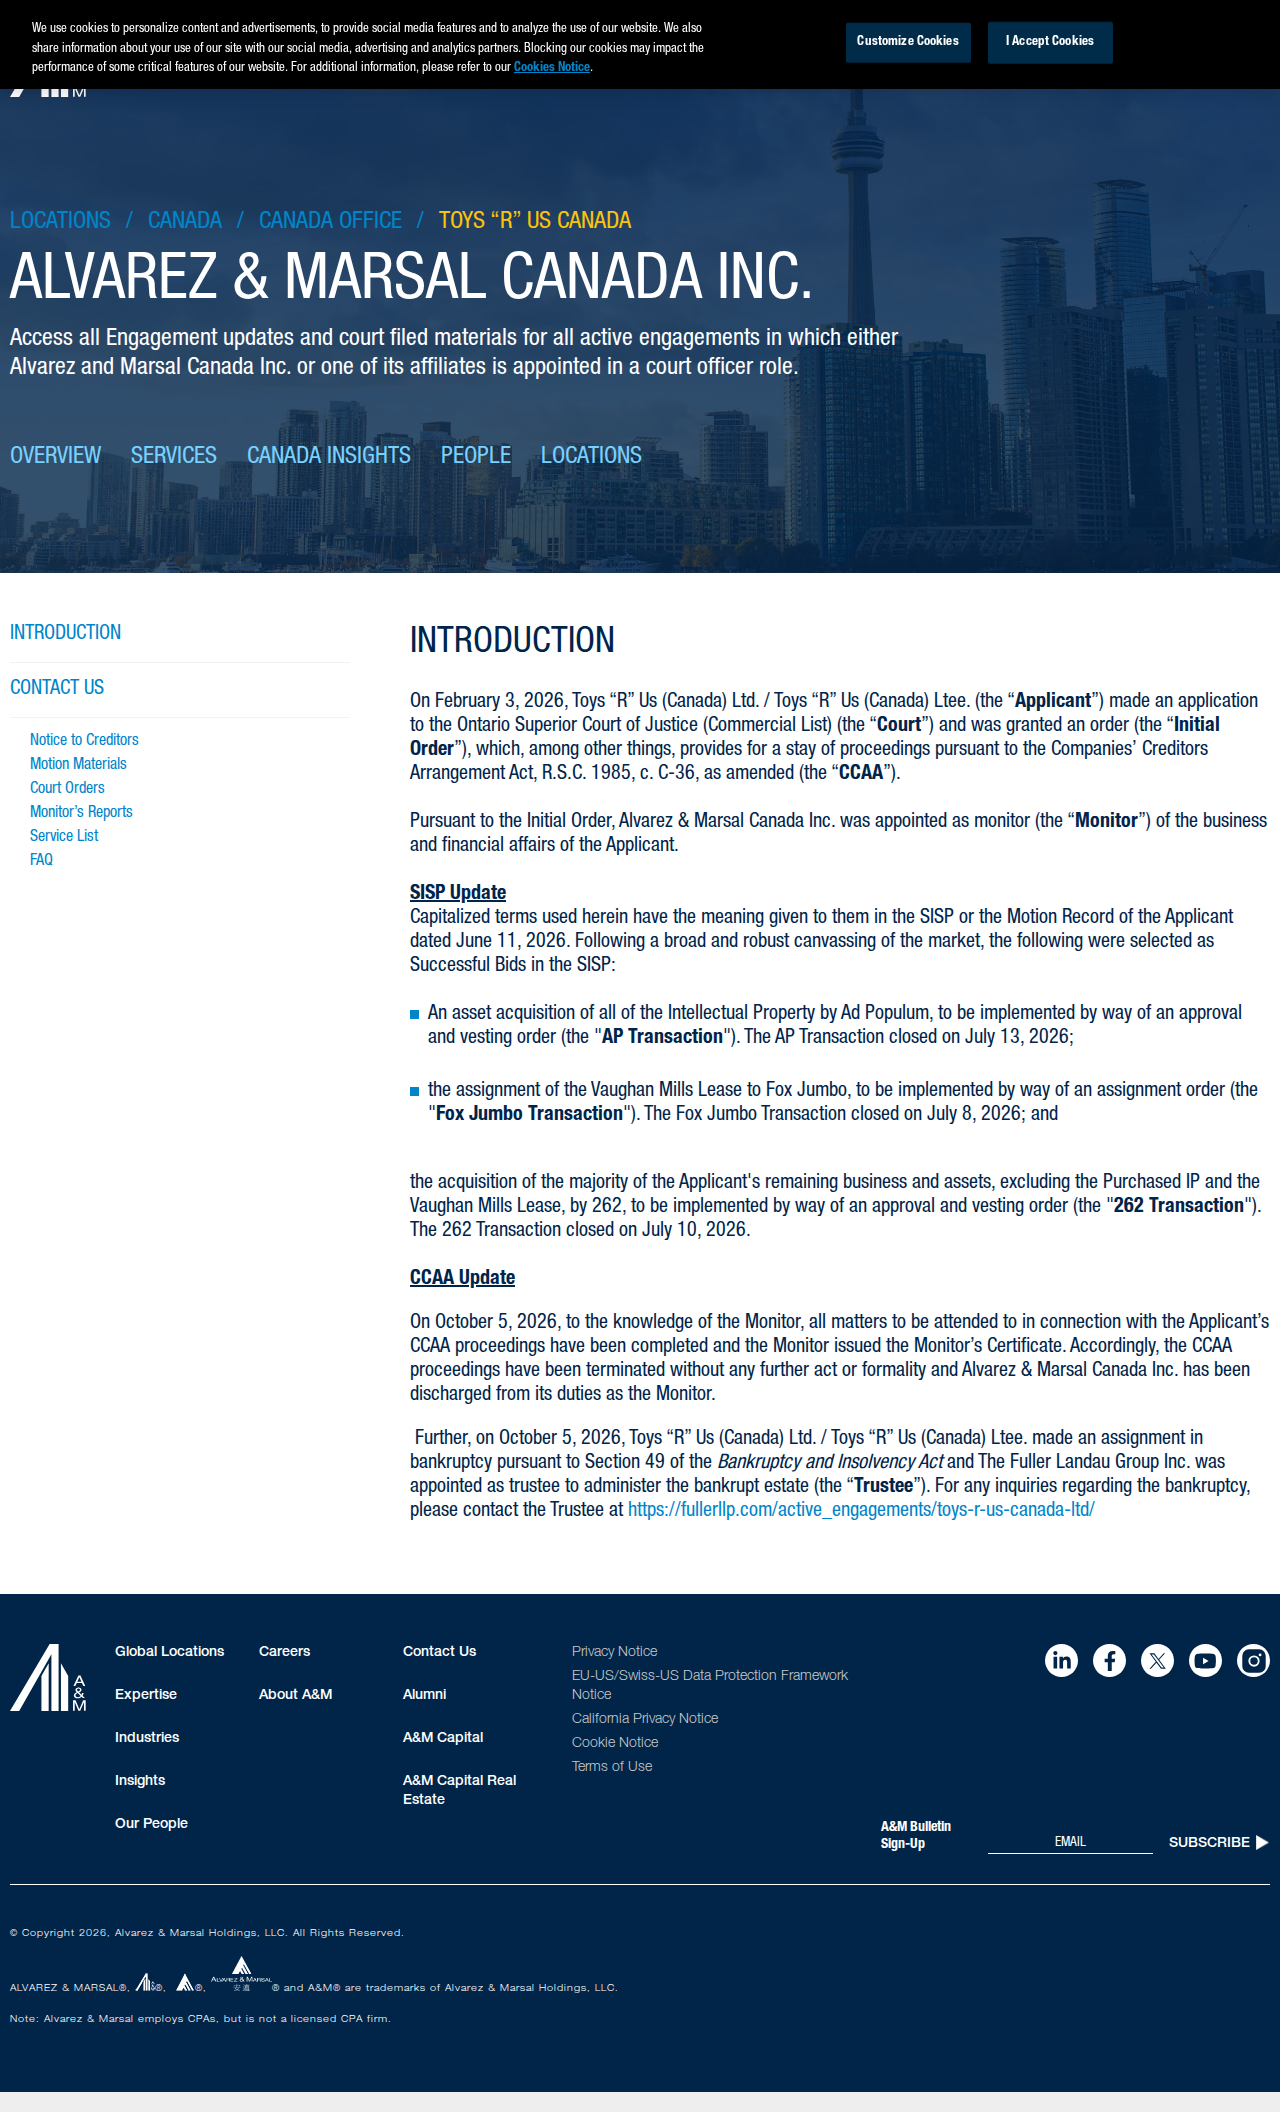 We use cookies to personalize content and advertisements, to provide social media features and to analyze the use of our website. We also
share information about your use of our site with our social media, advertising and analytics partners. Blocking our cookies may impact the
performance of some critical features of our website. For additional information, please refer to our Cookies Notice.
Customize Cookies
I Accept Cookies
M
LOCATIONS / CANADA / CANADA OFFICE / TOYS “R” US CANADA
ALVAREZ & MARSAL CANADA INC.
Access all Engagement updates and court filed materials for all active engagements in which either
Alvarez and Marsal Canada Inc. or one of its affiliates is appointed in a court officer role.
OVERVIEW SERVICES CANADA INSIGHTS PEOPLE LOCATIONS
INTRODUCTION
CONTACT US
Notice to Creditors
Motion Materials
Court Orders
Monitor’s Reports
Service List
FAQ
INTRODUCTION
On February 3, 2026, Toys “R” Us (Canada) Ltd. / Toys “R” Us (Canada) Ltee. (the “Applicant”) made an application
to the Ontario Superior Court of Justice (Commercial List) (the “Court”) and was granted an order (the “Initial
Order”), which, among other things, provides for a stay of proceedings pursuant to the Companies’ Creditors
Arrangement Act, R.S.C. 1985, c. C-36, as amended (the “CCAA”).
Pursuant to the Initial Order, Alvarez & Marsal Canada Inc. was appointed as monitor (the “Monitor”) of the business
and financial affairs of the Applicant.
SISP Update
Capitalized terms used herein have the meaning given to them in the SISP or the Motion Record of the Applicant
dated June 11, 2026. Following a broad and robust canvassing of the market, the following were selected as
Successful Bids in the SISP:
An asset acquisition of all of the Intellectual Property by Ad Populum, to be implemented by way of an approval
and vesting order (the "AP Transaction"). The AP Transaction closed on July 13, 2026;
the assignment of the Vaughan Mills Lease to Fox Jumbo, to be implemented by way of an assignment order (the
"Fox Jumbo Transaction"). The Fox Jumbo Transaction closed on July 8, 2026; and
the acquisition of the majority of the Applicant's remaining business and assets, excluding the Purchased IP and the
Vaughan Mills Lease, by 262, to be implemented by way of an approval and vesting order (the "262 Transaction").
The 262 Transaction closed on July 10, 2026.
CCAA Update
On October 5, 2026, to the knowledge of the Monitor, all matters to be attended to in connection with the Applicant’s
CCAA proceedings have been completed and the Monitor issued the Monitor’s Certificate. Accordingly, the CCAA
proceedings have been terminated without any further act or formality and Alvarez & Marsal Canada Inc. has been
discharged from its duties as the Monitor.
Further, on October 5, 2026, Toys “R” Us (Canada) Ltd. / Toys “R” Us (Canada) Ltee. made an assignment in
bankruptcy pursuant to Section 49 of the Bankruptcy and Insolvency Act and The Fuller Landau Group Inc. was
appointed as trustee to administer the bankrupt estate (the “Trustee”). For any inquiries regarding the bankruptcy,
please contact the Trustee at https://fullerllp.com/active_engagements/toys-r-us-canada-ltd/
A
&
M
Global Locations
Expertise
Industries
Insights
Our People
Careers
About A&M
Contact Us
Alumni
A&M Capital
A&M Capital Real
Estate
Privacy Notice
EU-US/Swiss-US Data Protection Framework
Notice
California Privacy Notice
Cookie Notice
Terms of Use
A&M Bulletin
Sign-Up
EMAIL
SUBSCRIBE
© Copyright 2026, Alvarez & Marsal Holdings, LLC. All Rights Reserved.
ALVAREZ & MARSAL®, ®, ®, ALVAREZ & MARSAL ® and A&M® are trademarks of Alvarez & Marsal Holdings, LLC.
Note: Alvarez & Marsal employs CPAs, but is not a licensed CPA firm.